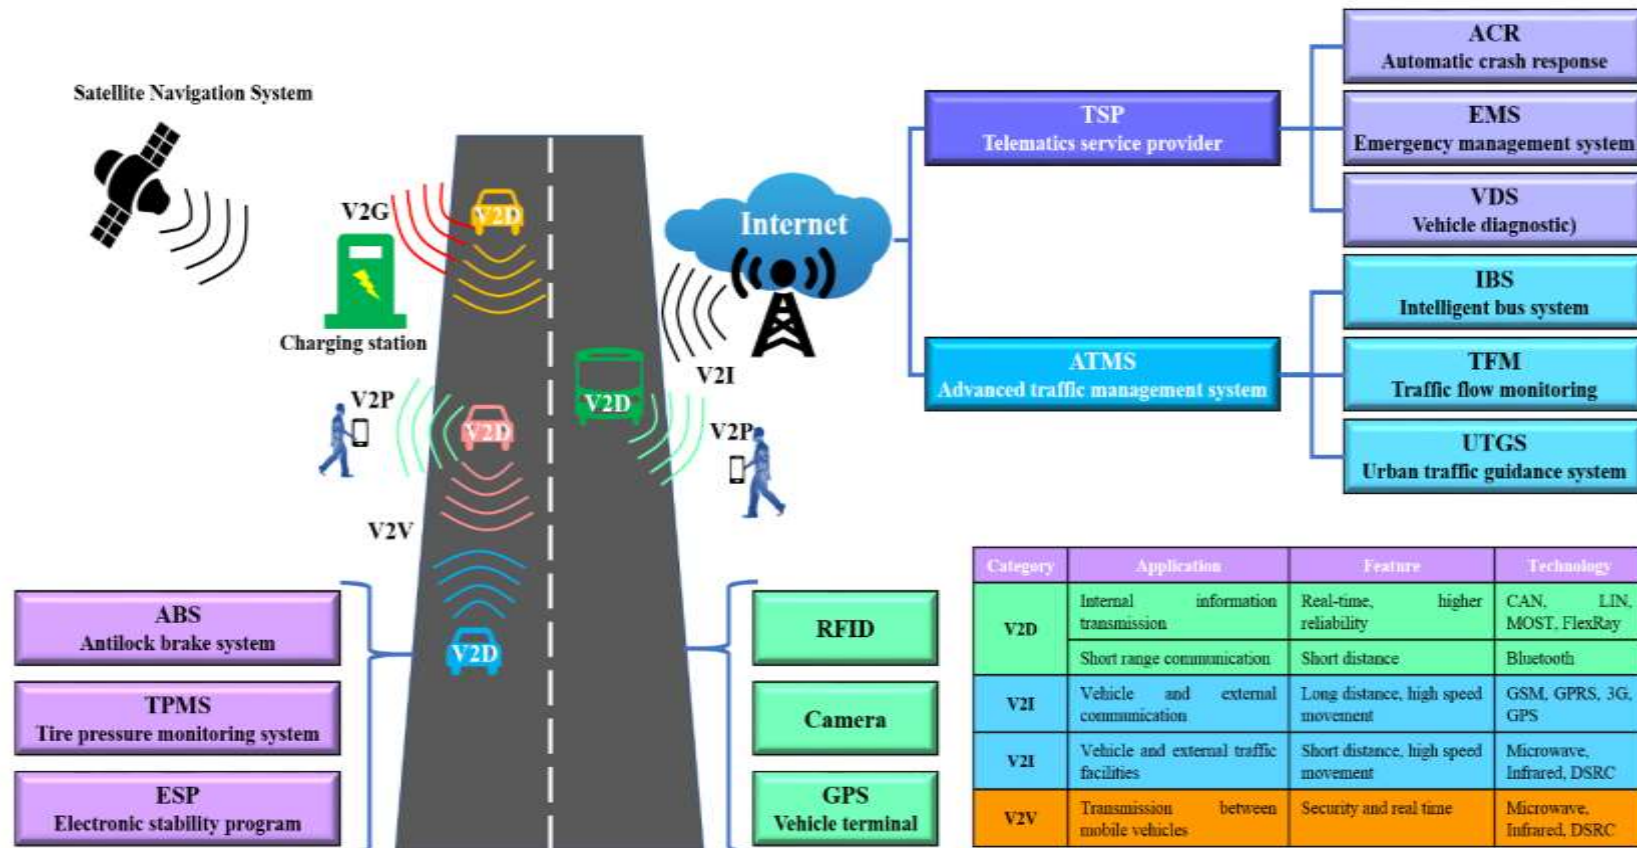 Satellite Navigation System
V2G
V2D
Charging station
Internet
V2I
V2P
V2D
V2D
V2P
V2V
V2D
TSP
Telematics service provider
ACR
Automatic crash response
EMS
Emergency management system
VDS
Vehicle diagnostic)
ATMS
Advanced traffic management system
IBS
Intelligent bus system
TFM
Traffic flow monitoring
UTGS
Urban traffic guidance system
ABS
Antilock brake system
TPMS
Tire pressure monitoring system
ESP
Electronic stability program
RFID
Camera
GPS
Vehicle terminal
Category Application Feature Technology
V2D
Internal information
transmission
Real-time, higher
reliability
CAN, LIN,
MOST, FlexRay
Short range communication Short distance Bluetooth
V2I
Vehicle and external
communication
Long distance, high speed
movement
GSM, GPRS, 3G,
GPS
V2I
Vehicle and external traffic
facilities
Short distance, high speed
movement
Microwave,
Infrared, DSRC
V2V
Transmission between
mobile vehicles
Security and real time
Microwave,
Infrared, DSRC